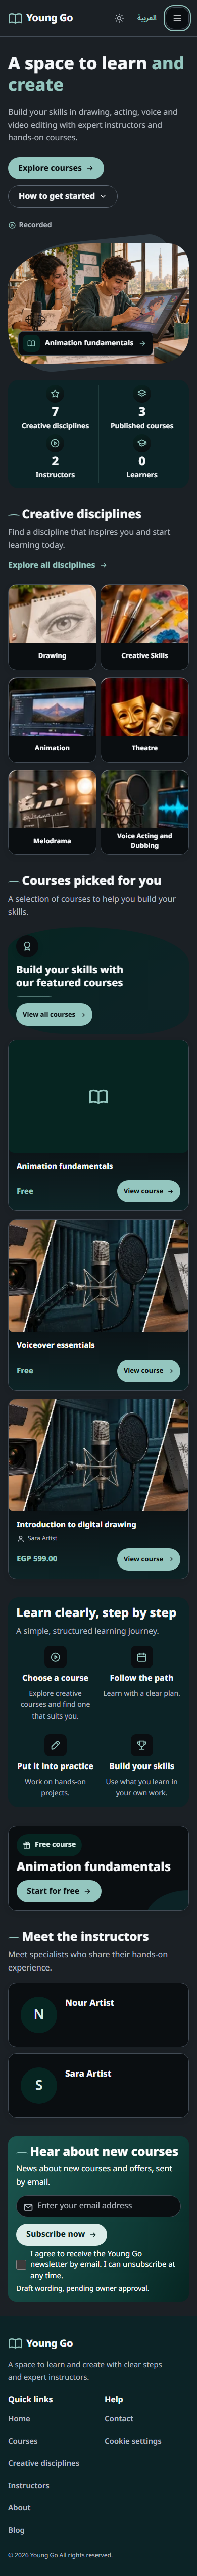 Young Go
العربية
A space to learn and
create
Build your skills in drawing, acting, voice and
video editing with expert instructors and
hands-on courses.
Explore courses →
How to get started
Recorded
Animation fundamentals →
7
Creative disciplines
3
Published courses
2
Instructors
0
Learners
Creative disciplines
Find a discipline that inspires you and start
learning today.
Explore all disciplines →
Drawing
Creative Skills
Animation
Theatre
Melodrama
Voice Acting and
Dubbing
Courses picked for you
A selection of courses to help you build your
skills.
Build your skills with
our featured courses
View all courses →
Animation fundamentals
Free
View course →
Voiceover essentials
Free
View course →
Introduction to digital drawing
Sara Artist
EGP 599.00
View course →
Learn clearly, step by step
A simple, structured learning journey.
Choose a course
Explore creative
courses and find one
that suits you.
Follow the path
Learn with a clear plan.
Put it into practice
Work on hands-on
projects.
Build your skills
Use what you learn in
your own work.
Free course
Animation fundamentals
Start for free →
Meet the instructors
Meet specialists who share their hands-on
experience.
N
Nour Artist
S
Sara Artist
Hear about new courses
News about new courses and offers, sent
by email.
Enter your email address
Subscribe now →
I agree to receive the Young Go
newsletter by email. I can unsubscribe at
any time.
Draft wording, pending owner approval.
Young Go
A space to learn and create with clear steps
and expert instructors.
Quick links
Home
Courses
Creative disciplines
Instructors
About
Blog
Help
Contact
Cookie settings
© 2026 Young Go All rights reserved.